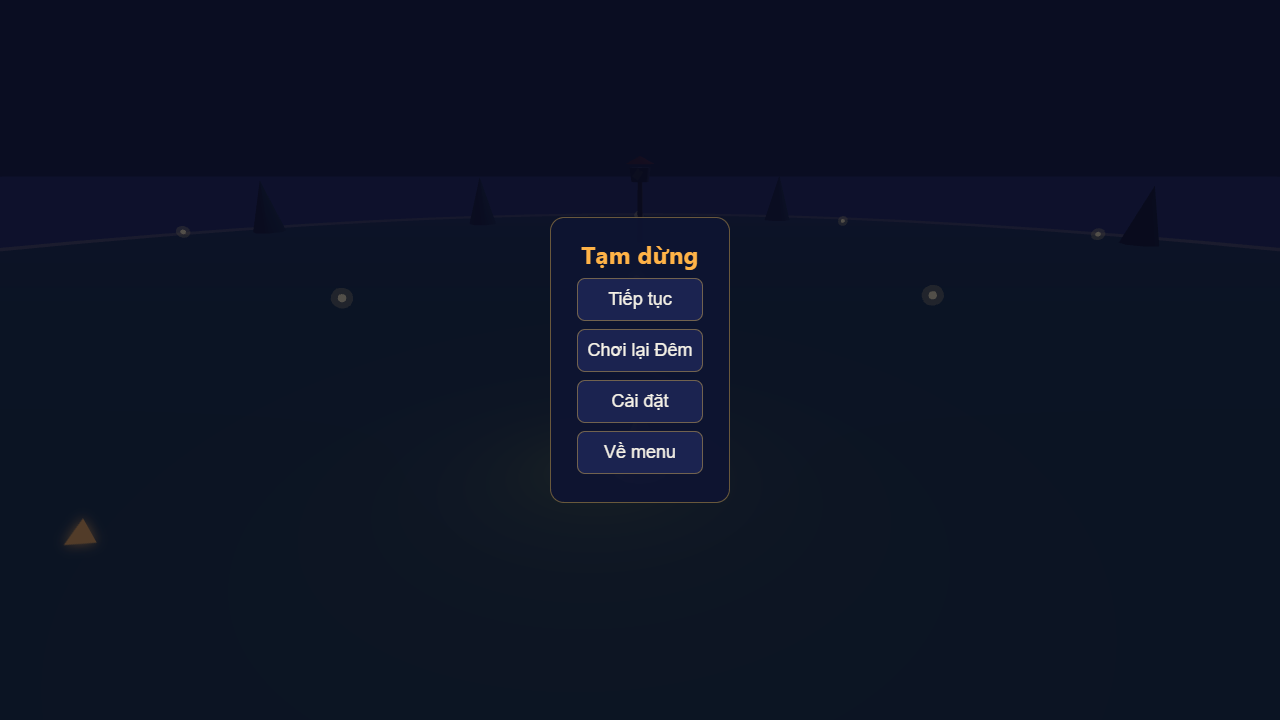 Tạm dừng
Tiếp tục
Chơi lại Đêm
Cài đặt
Về menu